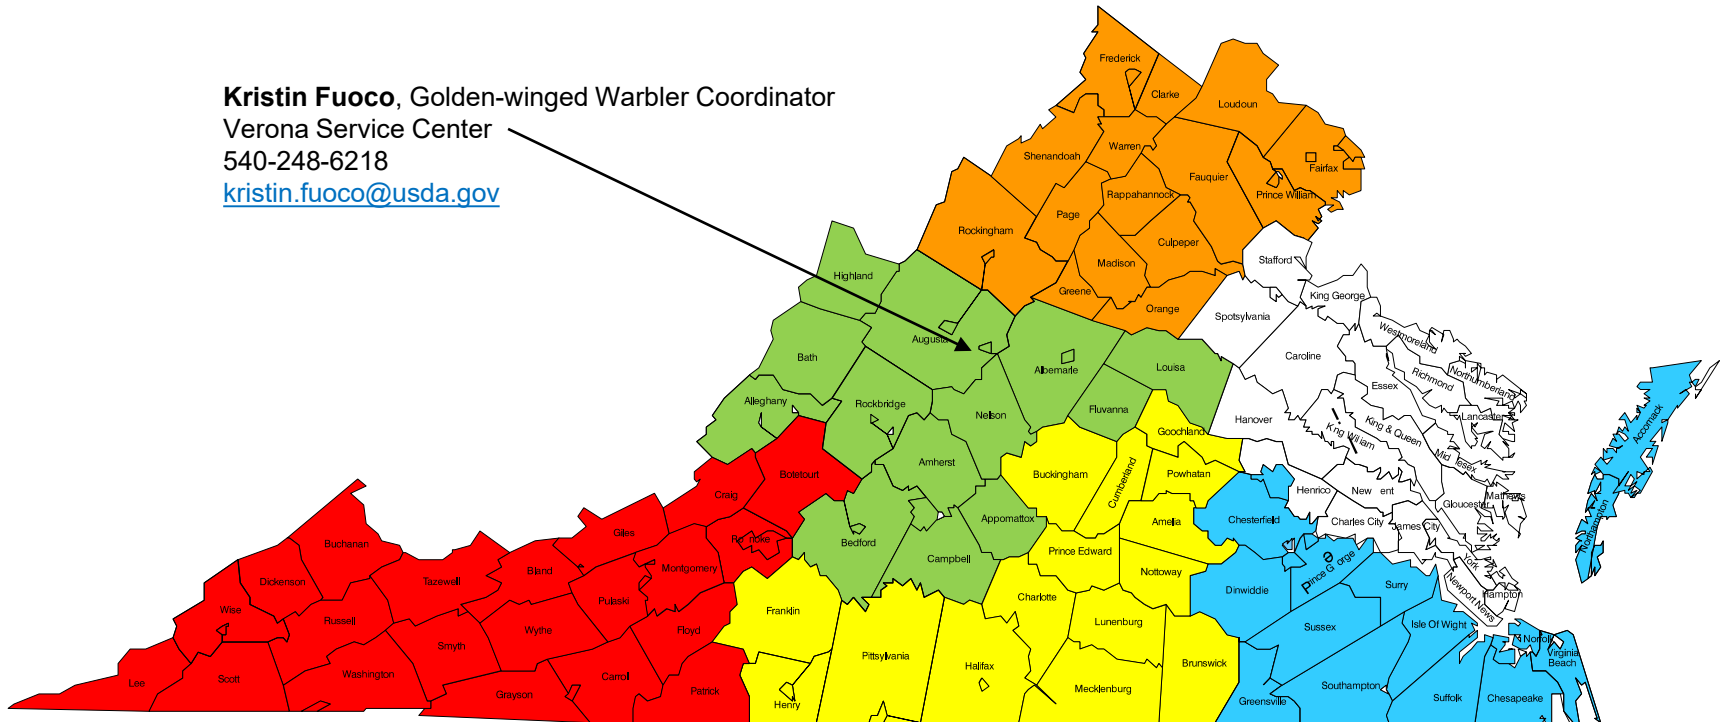 Kristin Fuoco, Golden-winged Warbler Coordinator
Verona Service Center
540-248-6218
kristin.fuoco@usda.gov
Frederick
Clarke
Loudoun
Warren
Shenandoah
Fairfax
Fauquier
Rappahannock
Prince William
Page
Rockingham
Culpeper
Madison
Stafford
Highland
Greene
King George
Orange
Spotsylvania
Westmoreland
Augusta
Caroline
Bath
Albemarle
Louisa
Richmond
Northumberland
Essex
Alleghany
Rockbridge
Nelson
Fluvanna
Hanover
Lancaster
Accomack
King & Queen
King William
Goochland
Amherst
Buckingham
Cumberland
Powhatan
Middlesex
Botetourt
Craig
Henrico
New ent
Mathews
Gloucester
Appomattox
Amelia
Chesterfield
Charles City
James City
Northampton
Giles
Roanoke
Bedford
Campbell
Prince Edward
Buchanan
Dickenson
Tazewell
Bland
Montgomery
Nottoway
Prince George
York
Dinwiddie
Surry
Hampton
Newport News
Wise
Pulaski
Franklin
Charlotte
Russell
Wythe
Floyd
Lunenburg
Sussex
Isle Of Wight
Norfolk
Smyth
Pittsylvania
Halifax
Brunswick
Virginia
Beach
Lee
Scott
Washington
Carroll
Patrick
Grayson
Henry
Mecklenburg
Greensville
Southampton
Suffolk
Chesapeake